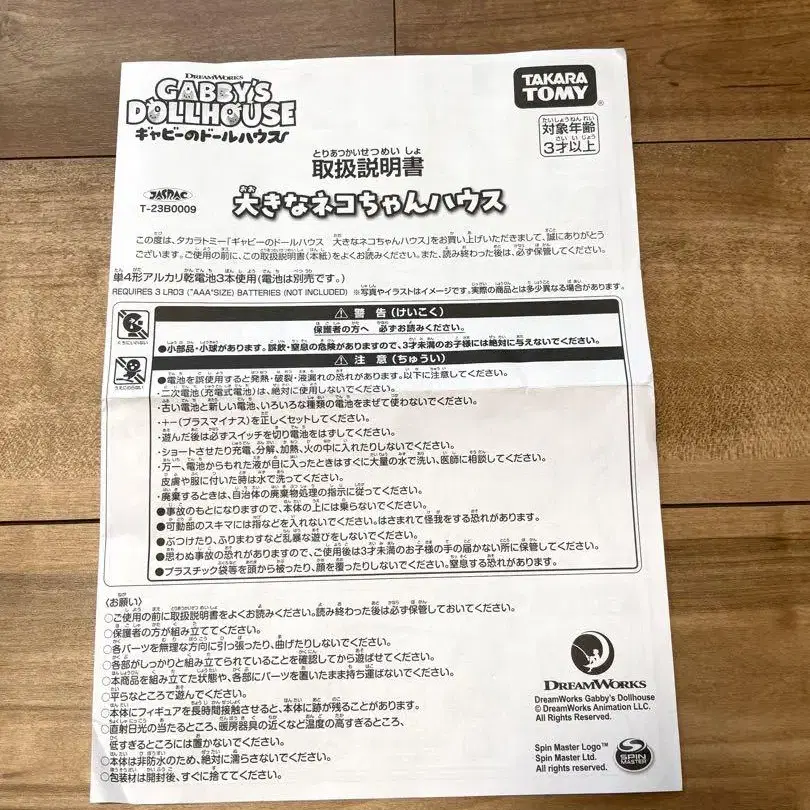 DREAMWORKS
GABBY'S
DOLLHOUSE
ギャビーのドールハウス
TAKARA
TOMY
たいしょうねんれい
対象年齢
さいいじょう
3才以上
とりあつかいせつめいしょ
取扱説明書
JASRAC
T-23B0009
おお
大きなネコちゃんハウス
この度は、タカラトミー「ギャビーのドールハウス 大きなネコちゃんハウス」をお買い上げいただきまして、誠にありがとう
ございます。ご使用の前に、この取扱説明書(本紙)をよくお読みください。また、読み終わった後は、必ず保管してください。
単4形アルカリ乾電池3本使用(電池は別売です。)
REQUIRES 3 LR03 ("AAA"SIZE) BATTERIES (NOT INCLUDED) ※写真やイラストはイメージです。実際の商品とは多少異なる場合があります。
警告(けいこく)
保護者の方へ 必ずお読みください。
●小部品・小球があります。誤飲・窒息の危険がありますので、3才未満のお子様には絶対に与えないでください。
くちにいれない
注意(ちゅうい)
うえにのらない
●電池を誤使用すると発熱・破裂・液漏れの恐れがあります。以下に注意してください。
・二次電池(充電式電池)は、絶対に使用しないでください。
・古い電池と新しい電池、いろいろな種類の電池をまぜて使わないでください。
・+-(プラスマイナス)を正しくセットしてください。
・遊んだ後は必ずスイッチを切り電池をはずしてください。
・ショートさせたり充電、分解、加熱、火の中に入れたりしないでください。
・万一、電池からもれた液が目に入ったときはすぐに大量の水で洗い、医師に相談してください。
皮膚や服に付いた時は水で洗ってください。
・廃棄するときは、自治体の廃棄物処理の指示に従ってください。
●事故のもとになりますので、本体の上には乗らないでください。
●可動部のスキマには指などを入れないでください。はさまれて怪我をする恐れがあります。
●ぶつけたり、ふりまわすなど乱暴な遊びをしないでください。
●思わぬ事故の恐れがありますので、ご使用後は3才未満のお子様の手の届かない所に保管してください。
●プラスチック袋等を頭から被ったり、顔を覆ったりしないでください。窒息する恐れがあります。
〈お願い〉
○ご使用の前に取扱説明書をよくお読みください。読み終わった後は必ず保管しておいてください。
○保護者の方が組み立ててください。
○各パーツを無理な方向に引っ張ったり、曲げたりしないでください。
○各部がしっかりと組み立てられていることを確認してから遊ばせてください。
○本商品を組み立てた状態や、各部にパーツを置いたまま持ち運ばないでください。
○平らなところで遊んでください。
○本体にフィギュアを長時間接触させると、本体に跡が残ることがあります。
○直射日光の当たるところ、暖房器具の近くなど温度の高すぎるところ、
低すぎるところには置かないでください。
○本体は非防水のため、絶対に濡らさないでください。
○包装材は開封後、すぐに捨ててください。
DREAMWORKS
DreamWorks Gabby's Dollhouse
© DreamWorks Animation LLC.
All Rights Reserved.
Spin Master Logo™
Spin Master Ltd.
All rights reserved.
SPIN
MASTER